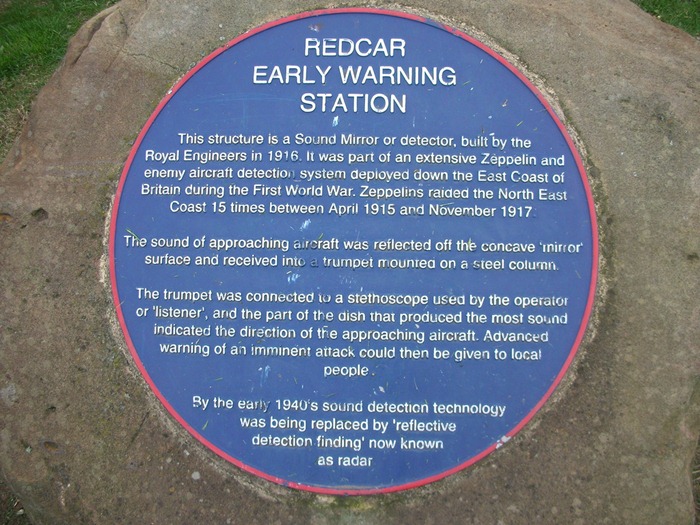 REDCAR
EARLY WARNING
STATION
This structure is a Sound Mirror or detector, built by the
Royal Engineers in 1916. It was part of an extensive Zeppelin and
enemy aircraft detection system deployed down the East Coast of
Britain during the First World War. Zeppelins raided the North East
Coast 15 times between April 1915 and November 1917.
The sound of approaching aircraft was reflected off the concave 'mirror'
surface and received into a trumpet mounted on a steel column.
The trumpet was connected to a stethoscope used by the operator
or 'listener', and the part of the dish that produced the most sound
indicated the direction of the approaching aircraft. Advanced
warning of an imminent attack could then be given to local
people.
By the early 1940's sound detection technology
was being replaced by 'reflective
detection finding' now known
as radar